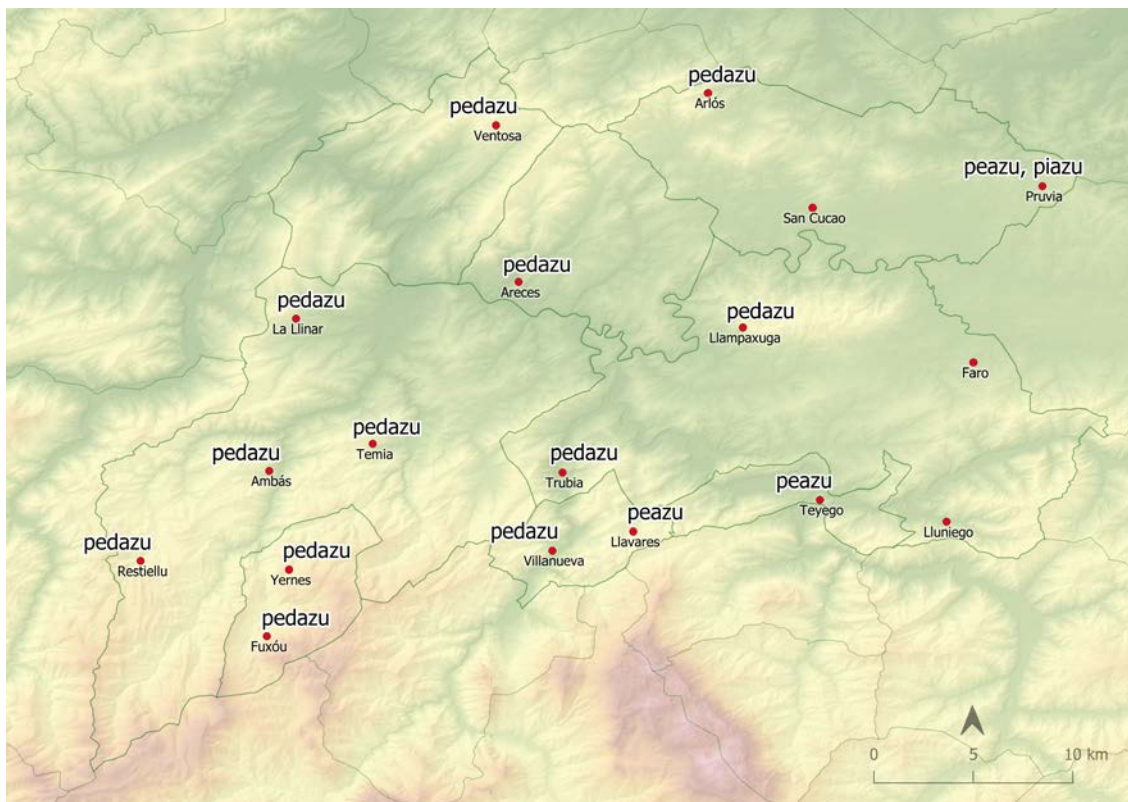 pedazu
Arlós
pedazu
Ventosa
peazu, piazu
Pruvia
San Cucao
pedazu
Areces
pedazu
La Llinar
pedazu
Llampaxuga
Faro
pedazu
Temia
pedazu
Ambás
pedazu
Trubia
peazu
Teyego
peazu
Llavares
Lluniego
pedazu
Villanueva
pedazu
Restiellu
pedazu
Yernes
pedazu
Fuxóu
0 5 10 km